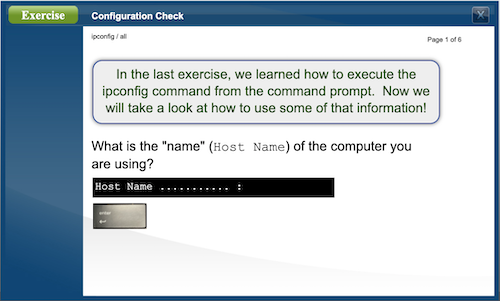 Exercise
Configuration Check
X
ipconfig / all
Page 1 of 6
In the last exercise, we learned how to execute the
ipconfig command from the command prompt. Now we
will take a look at how to use some of that information!
What is the "name" (Host Name) of the computer you
are using?
Host Name ........... :
enter